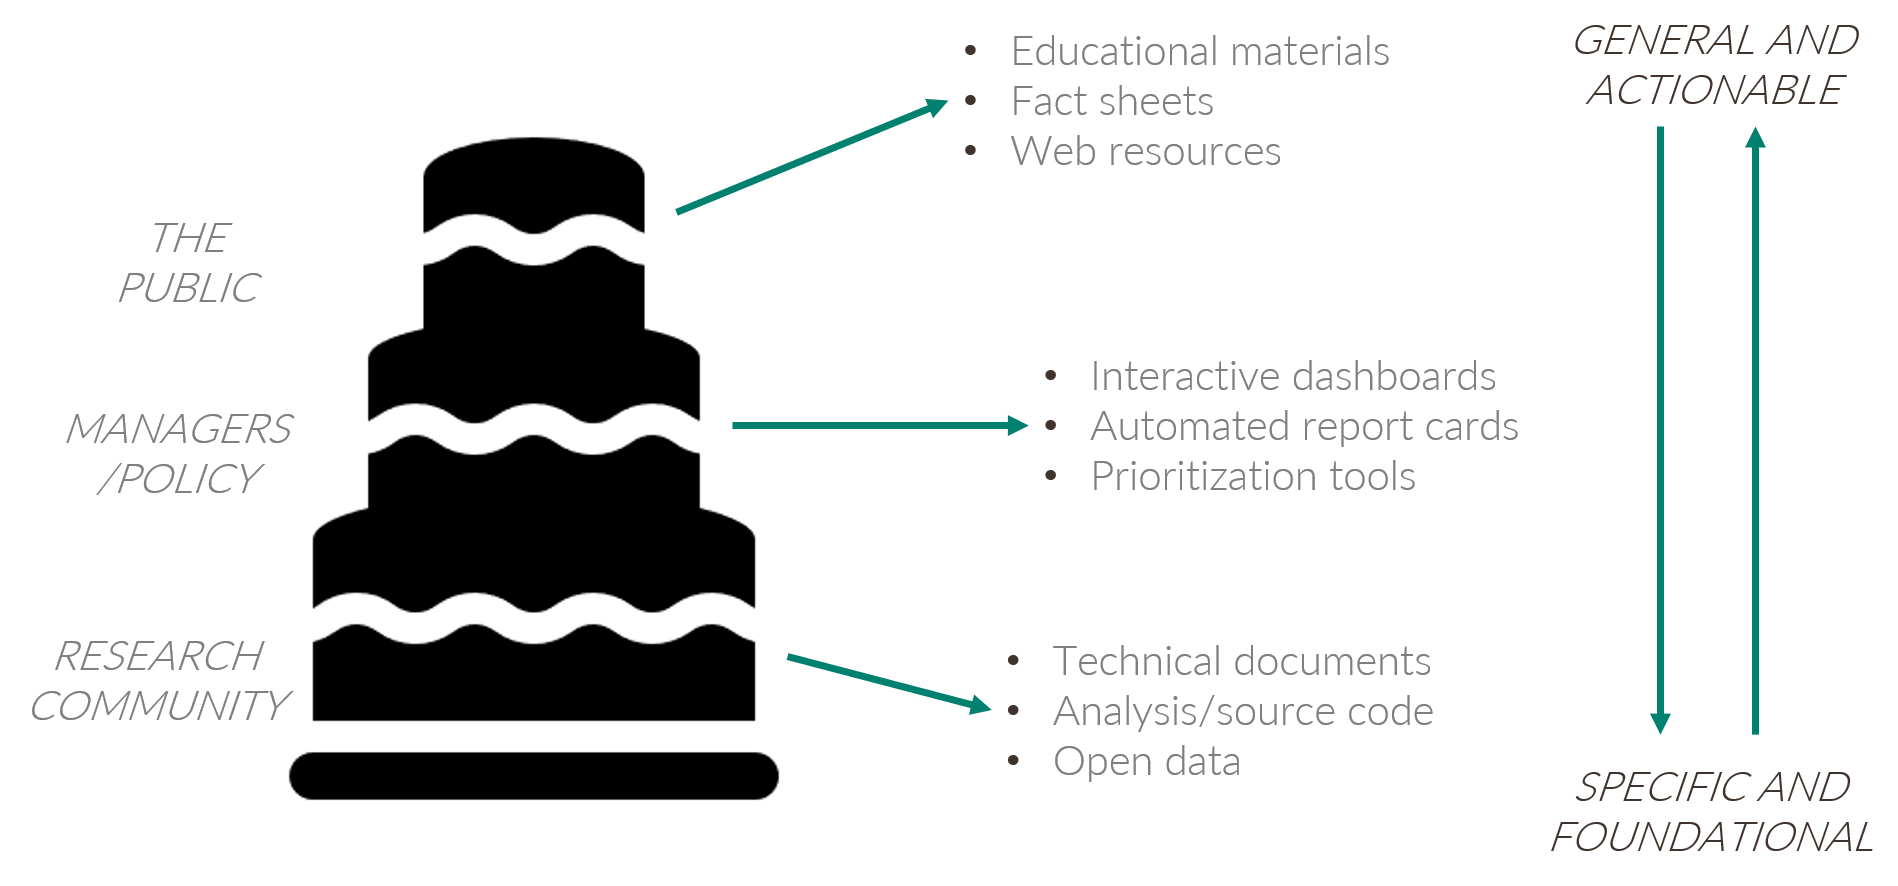 THE
PUBLIC
• Educational materials
• Fact sheets
• Web resources
MANAGERS
/POLICY
• Interactive dashboards
• Automated report cards
• Prioritization tools
RESEARCH
COMMUNITY
• Technical documents
• Analysis/source code
• Open data
GENERAL AND
ACTIONABLE
SPECIFIC AND
FOUNDATIONAL